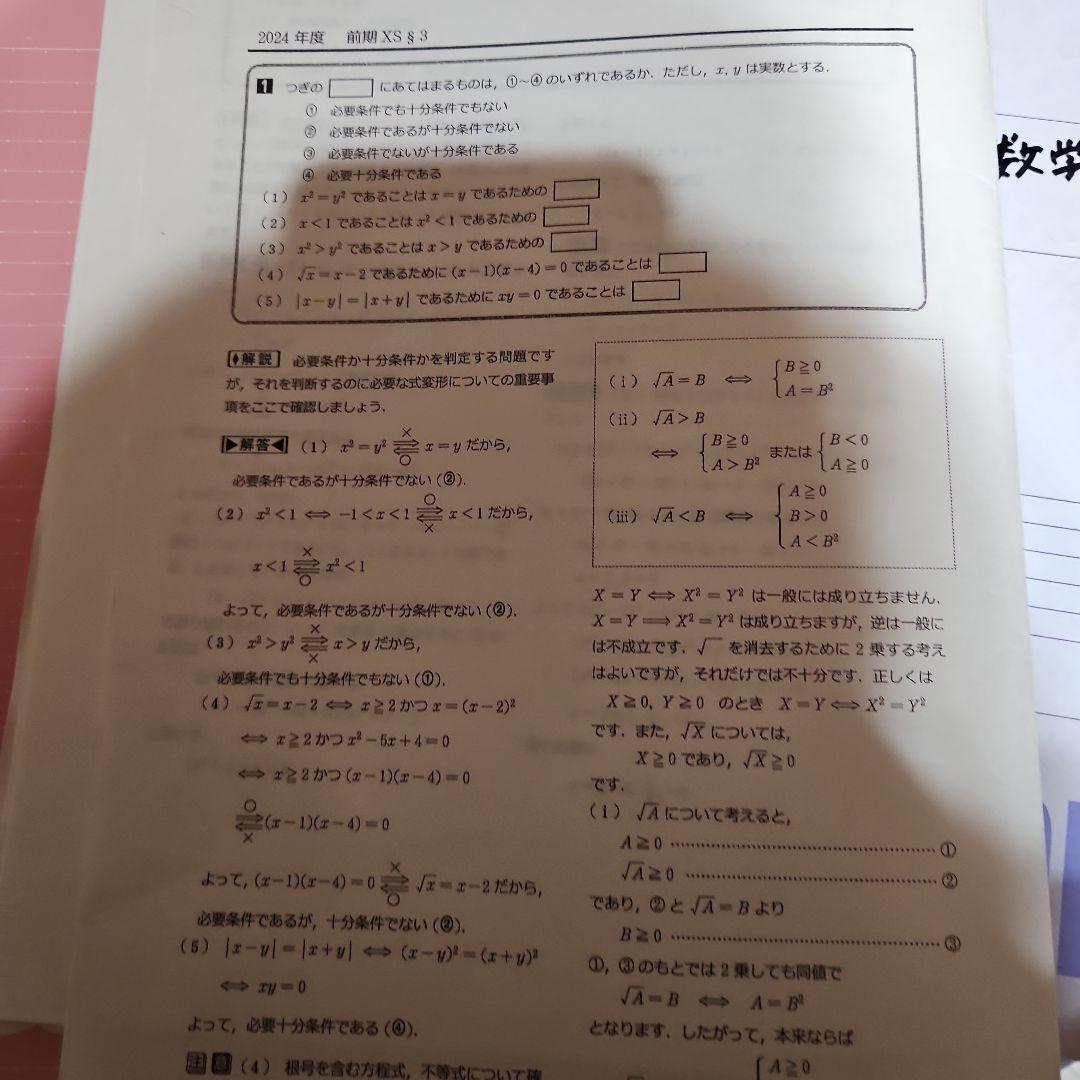 2024 年度 前期 XS § 3
1 つぎの □ にあてはまるものは，①～④ のいずれであるか．ただし，x, y は実数とする．
① 必要条件でも十分条件でもない
② 必要条件であるが十分条件でない
③ 必要条件でないが十分条件である
④ 必要十分条件である
(1) x² = y² であることは x = y であるための □
(2) x < 1 であることは x² < 1 であるための □
(3) x² > y² であることは x > y であるための □
(4) √x = x − 2 であるために (x − 1)(x − 4) = 0 であることは □
(5) |x − y| = |x + y| であるために xy = 0 であることは □
♦解説 必要条件か十分条件かを判定する問題です
が，それを判断するのに必要な式変形についての重要事
項をここで確認しましょう．
▶解答◀ (1) x² = y² ×⇄○ x = y だから，
必要条件であるが十分条件でない (②)．
(2) x² < 1 ⟺ −1 < x < 1 ○⇄× x < 1 だから，
x < 1 ×⇄○ x² < 1
よって，必要条件であるが十分条件でない (②)．
(3) x² > y² ×⇄× x > y だから，
必要条件でも十分条件でもない (①)．
(4) √x = x − 2 ⟺ x ≧ 2 かつ x = (x − 2)²
⟺ x ≧ 2 かつ x² − 5x + 4 = 0
⟺ x ≧ 2 かつ (x − 1)(x − 4) = 0
○⇄× (x − 1)(x − 4) = 0
よって，(x − 1)(x − 4) = 0 ×⇄○ √x = x − 2 だから，
必要条件であるが，十分条件でない (②)．
(5) |x − y| = |x + y| ⟺ (x − y)² = (x + y)²
⟺ xy = 0
よって，必要十分条件である (④)．
注意 (4) 根号を含む方程式，不等式について確
(i) √A = B ⟺ { B ≧ 0
A = B²
(ii) √A > B
⟺ { B ≧ 0 または { B < 0
A > B² A ≧ 0
{ A ≧ 0
(iii) √A < B ⟺ B > 0
A < B²
X = Y ⟺ X² = Y² は一般には成り立ちません．
X = Y ⟹ X² = Y² は成り立ちますが，逆は一般に
は不成立です．√ を消去するために 2 乗する考え
はよいですが，それだけでは不十分です．正しくは
X ≧ 0, Y ≧ 0 のとき X = Y ⟺ X² = Y²
です．また，√X については，
X ≧ 0 であり，√X ≧ 0
です．
(i) √A について考えると，
A ≧ 0 ……①
√A ≧ 0 ……②
であり，② と √A = B より
B ≧ 0 ……③
①，③ のもとでは 2 乗しても同値で
√A = B ⟺ A = B²
となります．したがって，本来ならば
{ A ≧ 0
数学